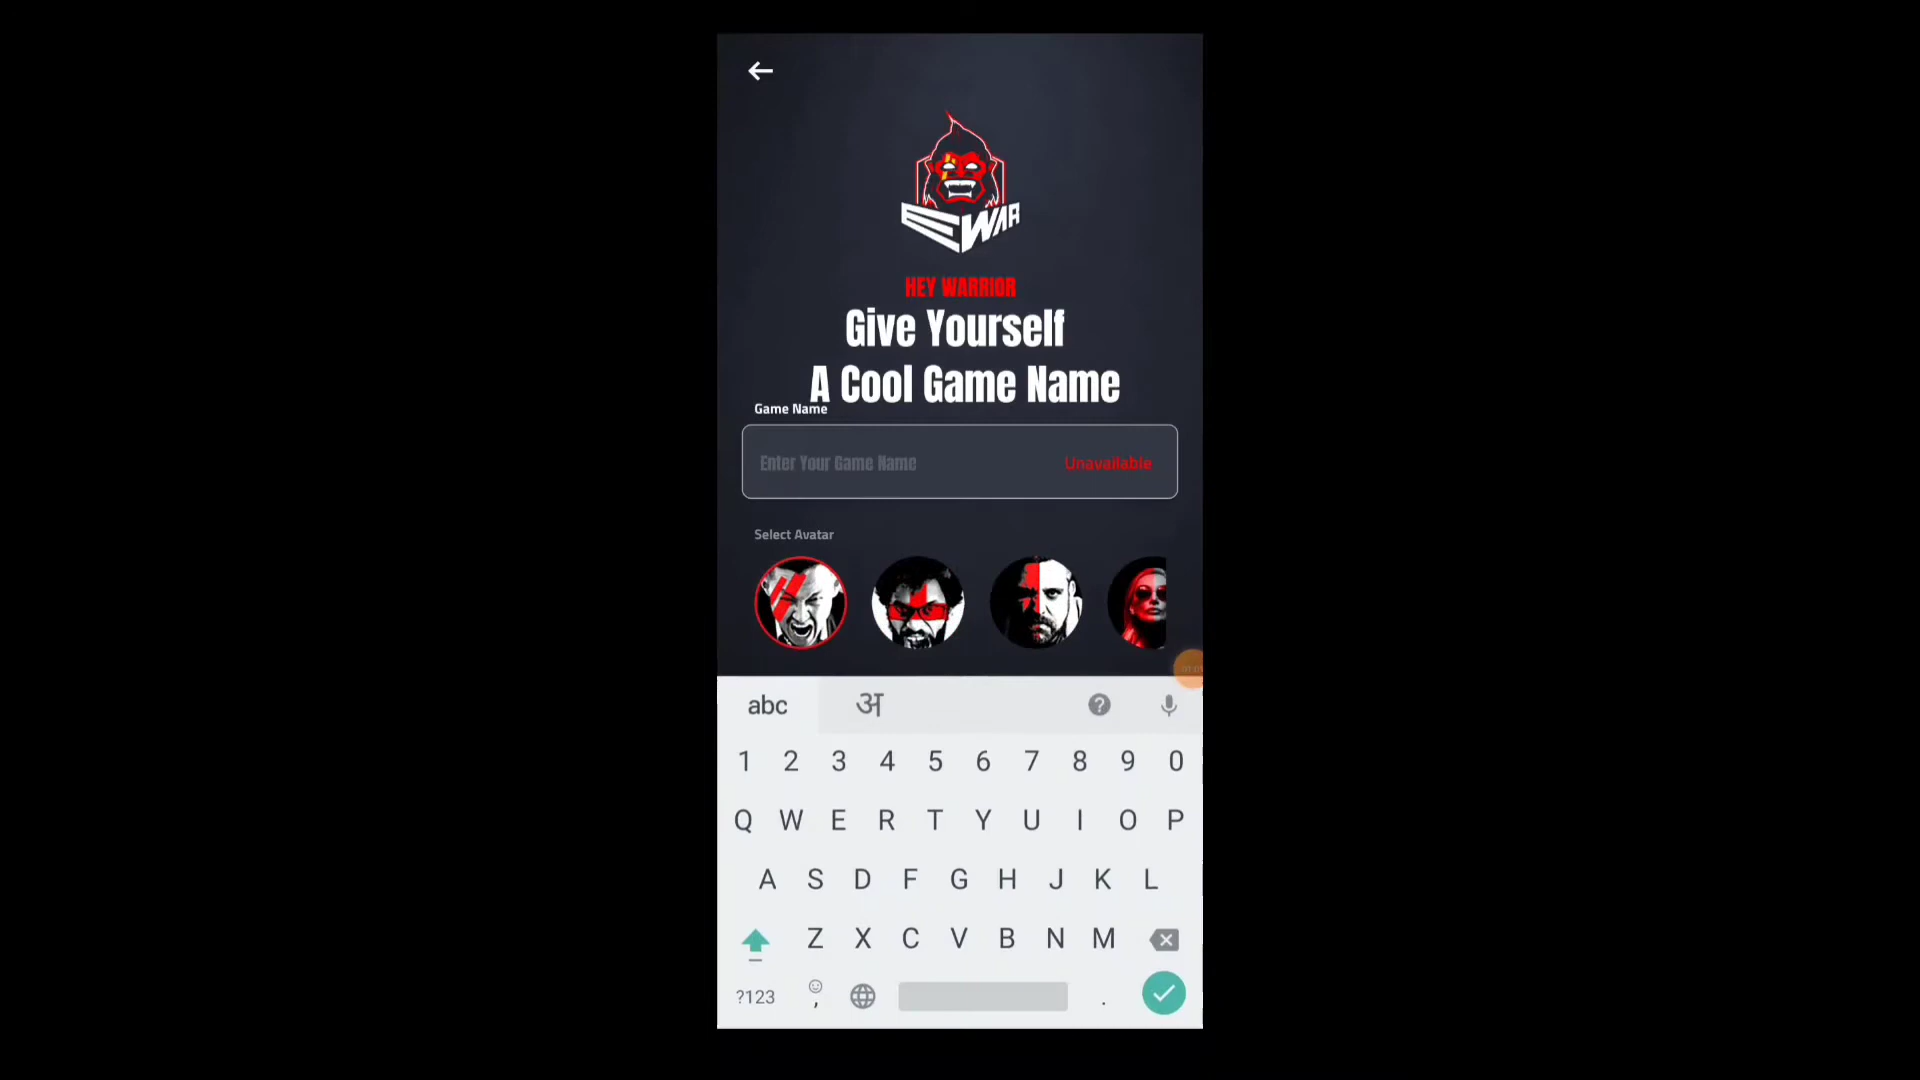 EWAR
HEY WARRIOR
Give Yourself
A Cool Game Name
Game Name
Enter Your Game Name Unavailable
Select Avatar
abc अ ?
1 2 3 4 5 6 7 8 9 0
Q W E R T Y U I O P
A S D F G H J K L
Z X C V B N M
?123 , .